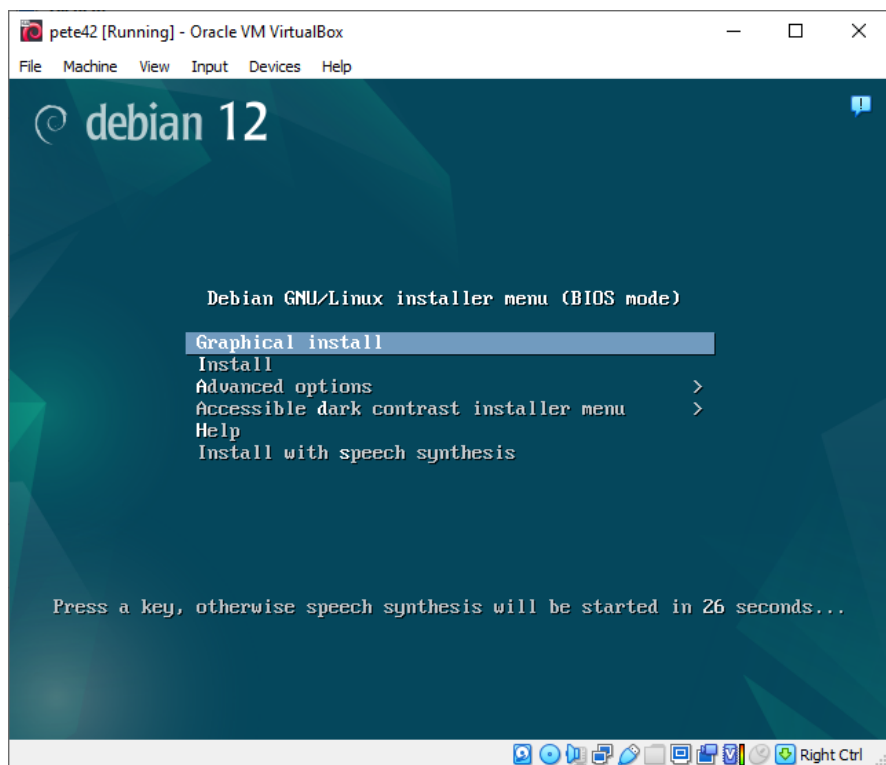 pete42 [Running] - Oracle VM VirtualBox
File Machine View Input Devices Help
debian 12
Debian GNU/Linux installer menu (BIOS mode)
Graphical install
Install
Advanced options >
Accessible dark contrast installer menu >
Help
Install with speech synthesis
Press a key, otherwise speech synthesis will be started in 26 seconds...
Right Ctrl